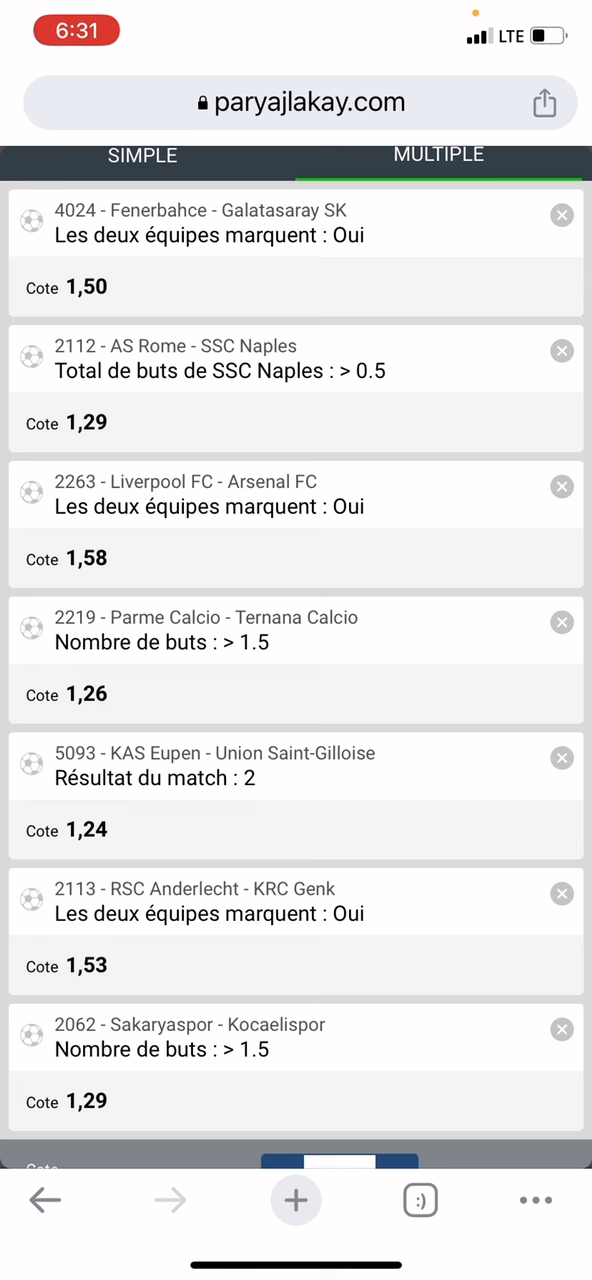 6:31
LTE
paryajlakay.com
SIMPLE
MULTIPLE
4024 - Fenerbahce - Galatasaray SK
Les deux équipes marquent : Oui
Cote 1,50
2112 - AS Rome - SSC Naples
Total de buts de SSC Naples : > 0.5
Cote 1,29
2263 - Liverpool FC - Arsenal FC
Les deux équipes marquent : Oui
Cote 1,58
2219 - Parme Calcio - Ternana Calcio
Nombre de buts : > 1.5
Cote 1,26
5093 - KAS Eupen - Union Saint-Gilloise
Résultat du match : 2
Cote 1,24
2113 - RSC Anderlecht - KRC Genk
Les deux équipes marquent : Oui
Cote 1,53
2062 - Sakaryaspor - Kocaelispor
Nombre de buts : > 1.5
Cote 1,29
:)